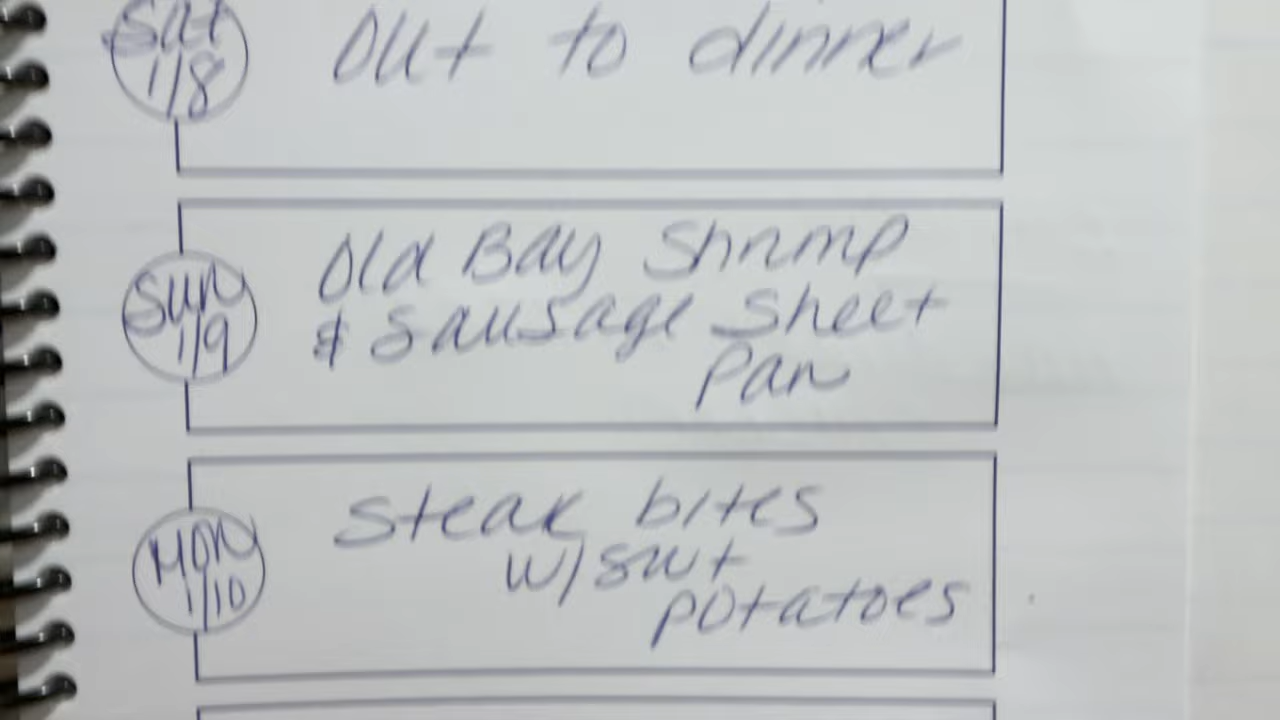 Sat
1/8
Out to dinner
Sun
1/9
Old Bay Shrimp
& Sausage Sheet
Pan
Mon
1/10
Steak bites
w/ swt
potatoes